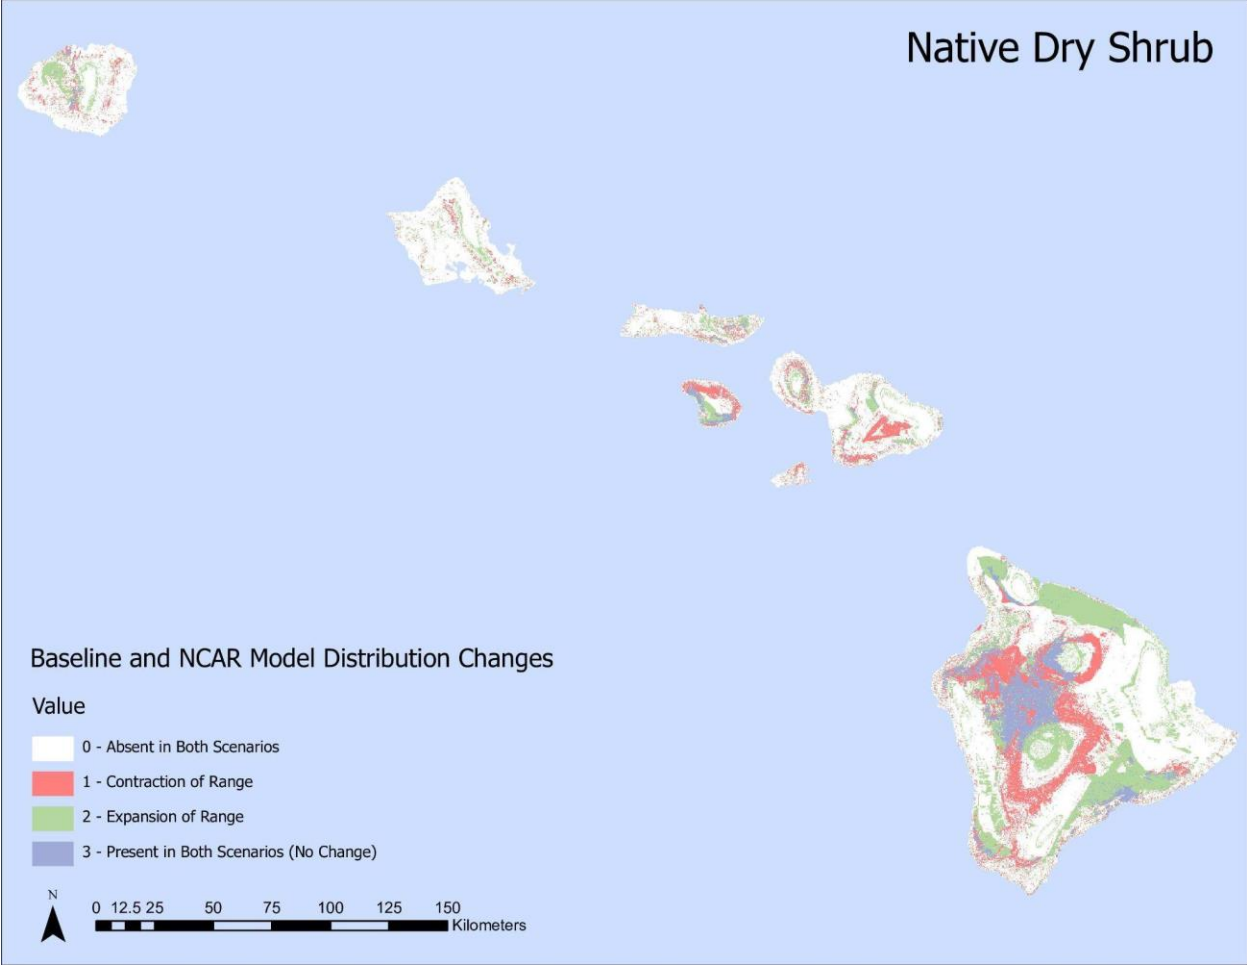 Native Dry Shrub
Baseline and NCAR Model Distribution Changes
Value
0 - Absent in Both Scenarios
1 - Contraction of Range
2 - Expansion of Range
3 - Present in Both Scenarios (No Change)
N
0 12.5 25 50 75 100 125 150
Kilometers